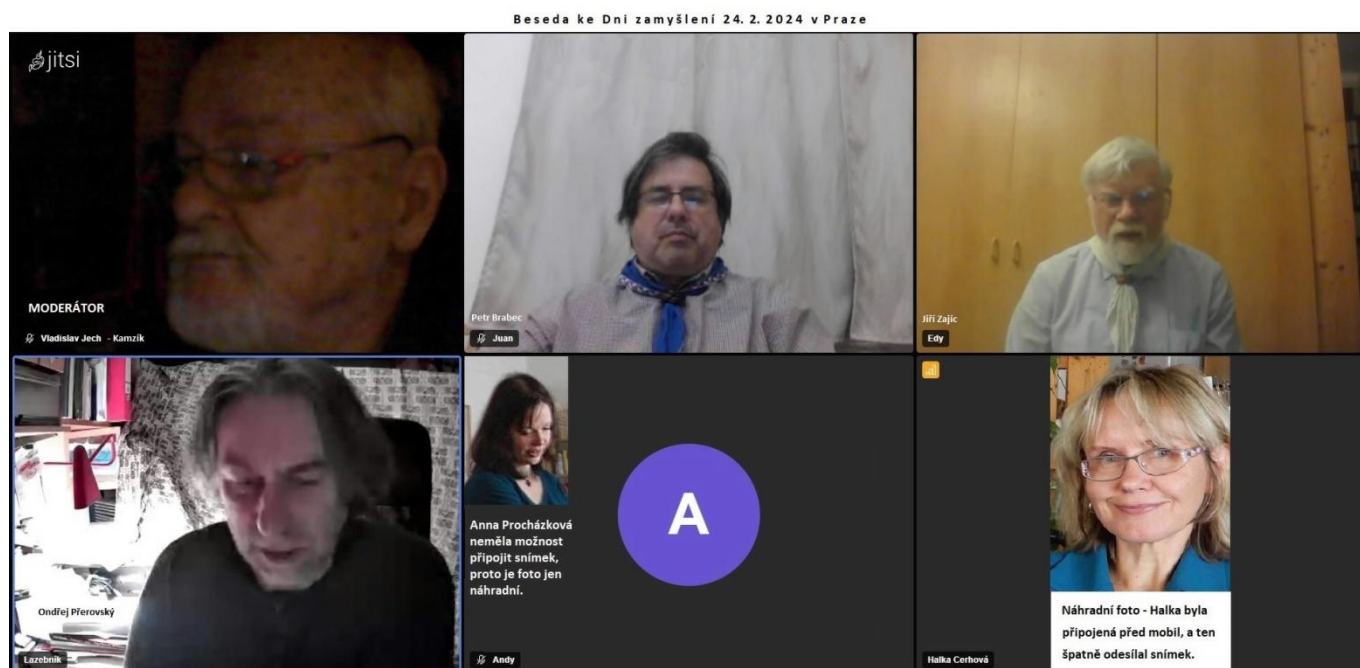 Beseda ke Dni zamyšlení 24. 2. 2024 v Praze
jitsi
MODERÁTOR
Vladislav Jech - Kamzík
Petr Brabec
Juan
Jiří Zajíc
Edy
Ondřej Přerovský
Lazebník
Anna Procházková
neměla možnost
připojit snímek,
proto je foto jen
náhradní.
A
Andy
Náhradní foto - Halka byla
připojená před mobil, a ten
špatně odesílal snímek.
Halka Cerhová